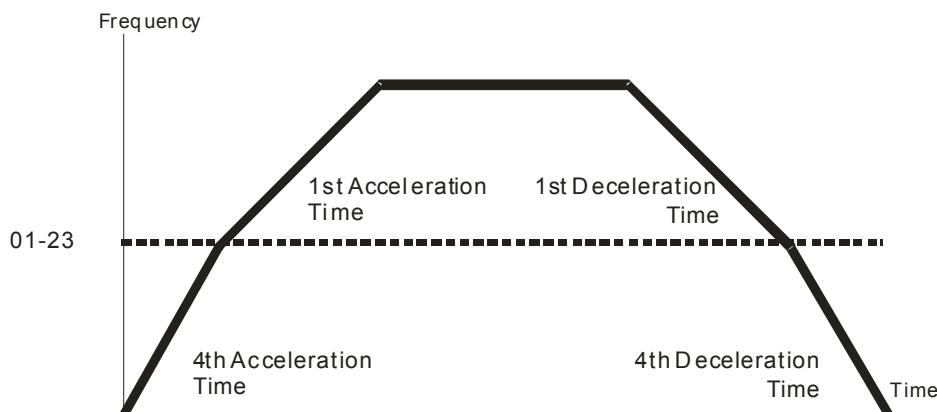 Frequency
1st Acceleration
Time
1st Deceleration
Time
01-23
4th Acceleration
Time
4th Deceleration
Time
Time